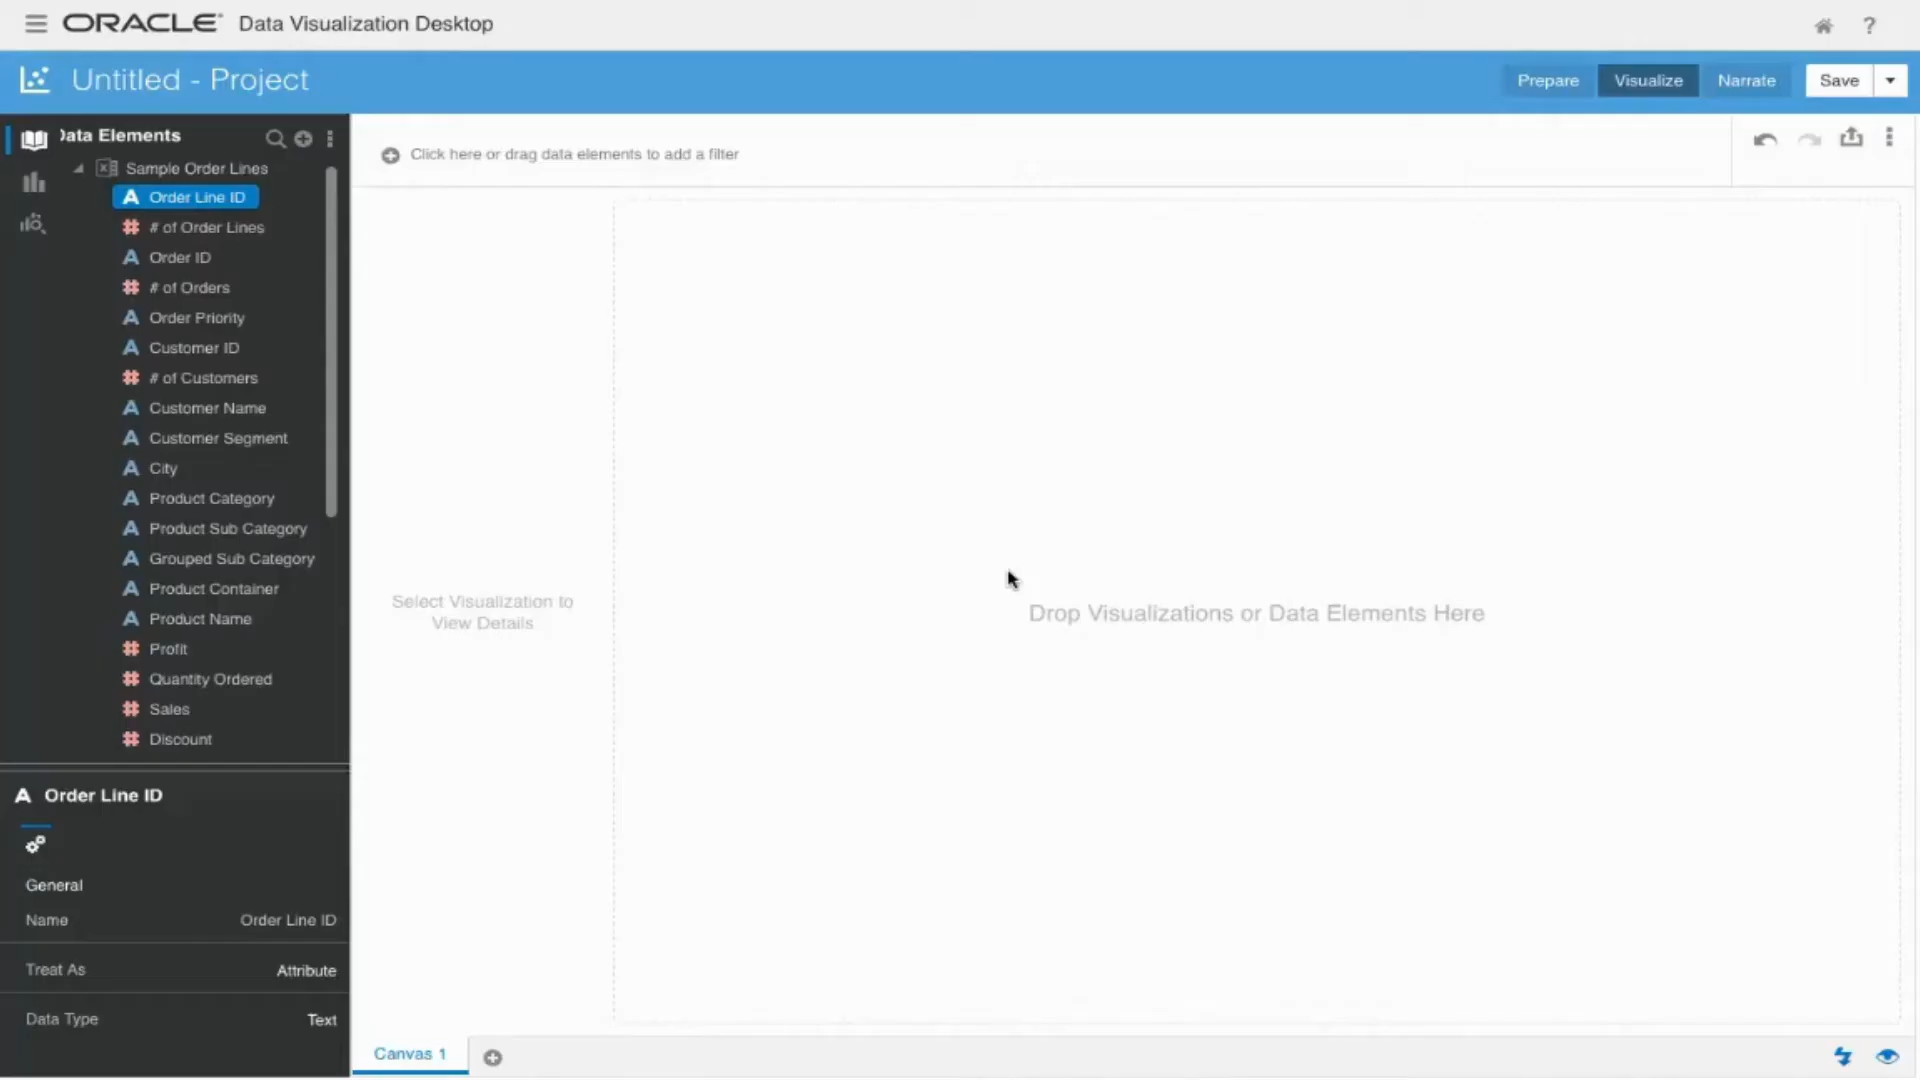 ORACLE Data Visualization Desktop
?
Untitled - Project
Prepare
Visualize
Narrate
Save
Data Elements
Click here or drag data elements to add a filter
Sample Order Lines
A Order Line ID
# # of Order Lines
A Order ID
# # of Orders
A Order Priority
A Customer ID
# # of Customers
A Customer Name
A Customer Segment
A City
A Product Category
A Product Sub Category
A Grouped Sub Category
A Product Container
A Product Name
# Profit
# Quantity Ordered
# Sales
# Discount
Select Visualization to
View Details
Drop Visualizations or Data Elements Here
A Order Line ID
General
Name Order Line ID
Treat As Attribute
Data Type Text
Canvas 1